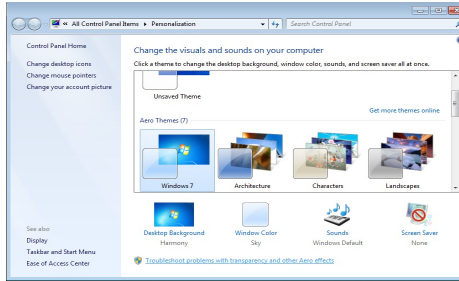 « All Control Panel Items ▸ Personalization
Search Control Panel
Control Panel Home
Change desktop icons
Change mouse pointers
Change your account picture
Change the visuals and sounds on your computer
Click a theme to change the desktop background, window color, sounds, and screen saver all at once.
Unsaved Theme
Get more themes online
Aero Themes (7)
Windows 7
Architecture
Characters
Landscapes
Desktop Background
Harmony
Window Color
Sky
Sounds
Windows Default
Screen Saver
None
Troubleshoot problems with transparency and other Aero effects
See also
Display
Taskbar and Start Menu
Ease of Access Center